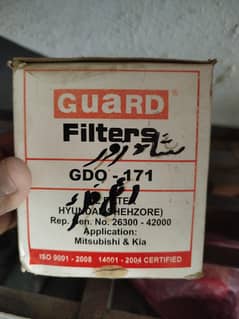 GUARD®
Filters
GDO - 171
HYUNDAI (SHEHZORE)
Rep. Gen. No. 26300 - 42000
Application:
Mitsubishi & Kia
ISO 9001 - 2008 14001 - 2004 CERTIFIED